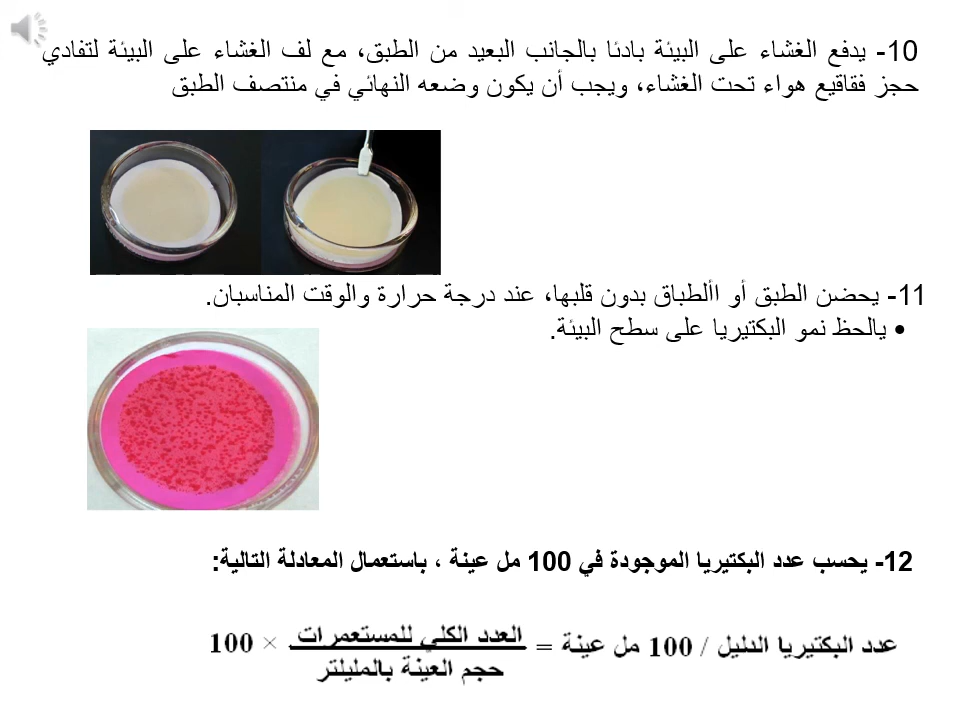 10- يدفع الغشاء على البيئة بادئا بالجانب البعيد من الطبق، مع لف الغشاء على البيئة لتفادي
حجز فقاقيع هواء تحت الغشاء، ويجب أن يكون وضعه النهائي في منتصف الطبق
11- يحضن الطبق أو األطباق بدون قلبها، عند درجة حرارة والوقت المناسبان.
• يالحظ نمو البكتيريا على سطح البيئة.
12- يحسب عدد البكتيريا الموجودة في 100 مل عينة ، باستعمال المعادلة التالية:
عدد البكتيريا الدليل / 100 مل عينة = العدد الكلي للمستعمرات × 100
حجم العينة بالمليلتر